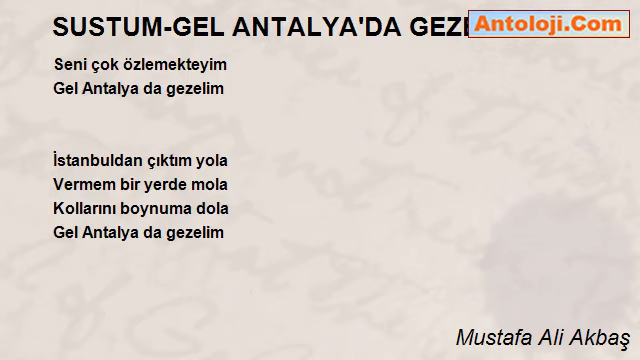 SUSTUM-GEL ANTALYA'DA
Antoloji.Com
Seni çok özlemekteyim
Gel Antalya da gezelim
İstanbuldan çıktım yola
Vermem bir yerde mola
Kollarını boynuma dola
Gel Antalya da gezelim
Mustafa Ali Akbaş